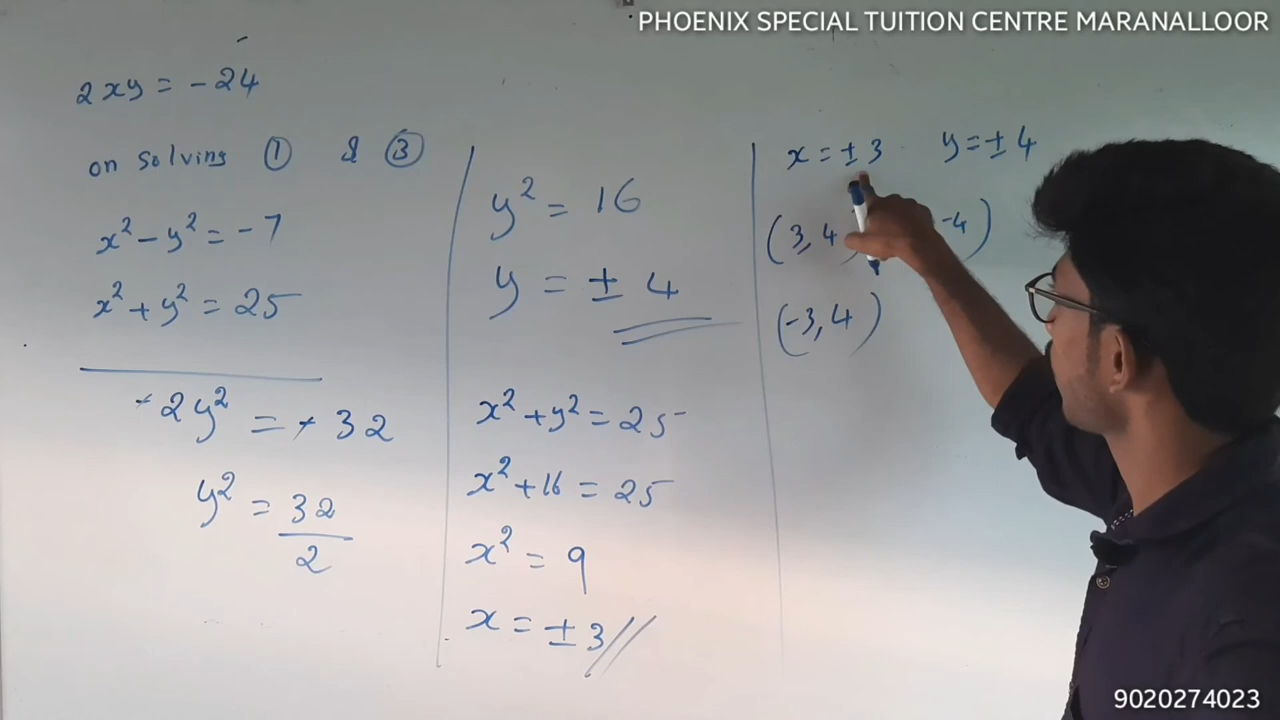 PHOENIX SPECIAL TUITION CENTRE MARANALLOOR
2xy = -24
on solving ① & ③
x² - y² = -7
x² + y² = 25
-2y² = -32
y² = 32/2
y² = 16
y = ± 4
x² + y² = 25
x² + 16 = 25
x² = 9
x = ± 3
x = ± 3 y = ± 4
(3, 4 -4)
(-3, 4)
9020274023